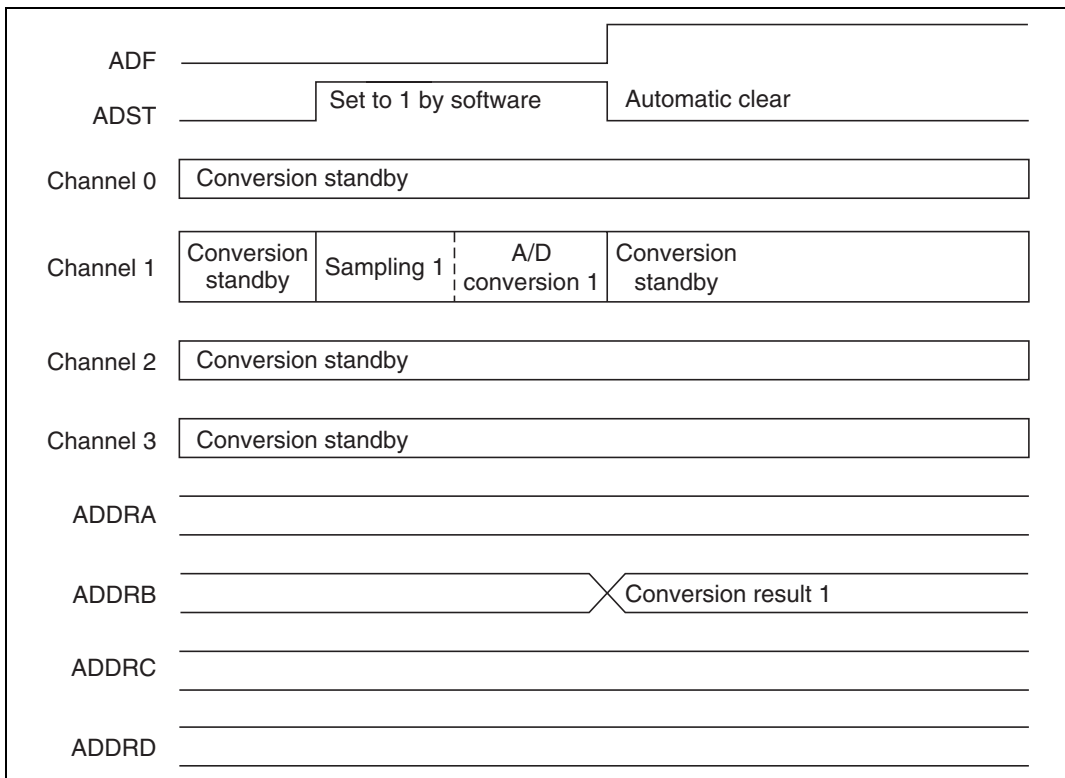 ADF
ADST
Set to 1 by software
Automatic clear
Channel 0
Conversion standby
Channel 1
Conversion
standby
Sampling 1
A/D
conversion 1
Conversion
standby
Channel 2
Conversion standby
Channel 3
Conversion standby
ADDRA
ADDRB
Conversion result 1
ADDRC
ADDRD